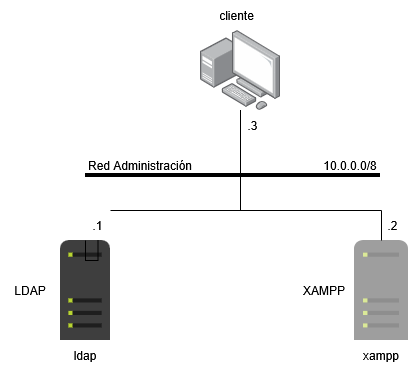 cliente
.3
Red Administración 10.0.0.0/8
.1 .2
LDAP XAMPP
ldap xampp